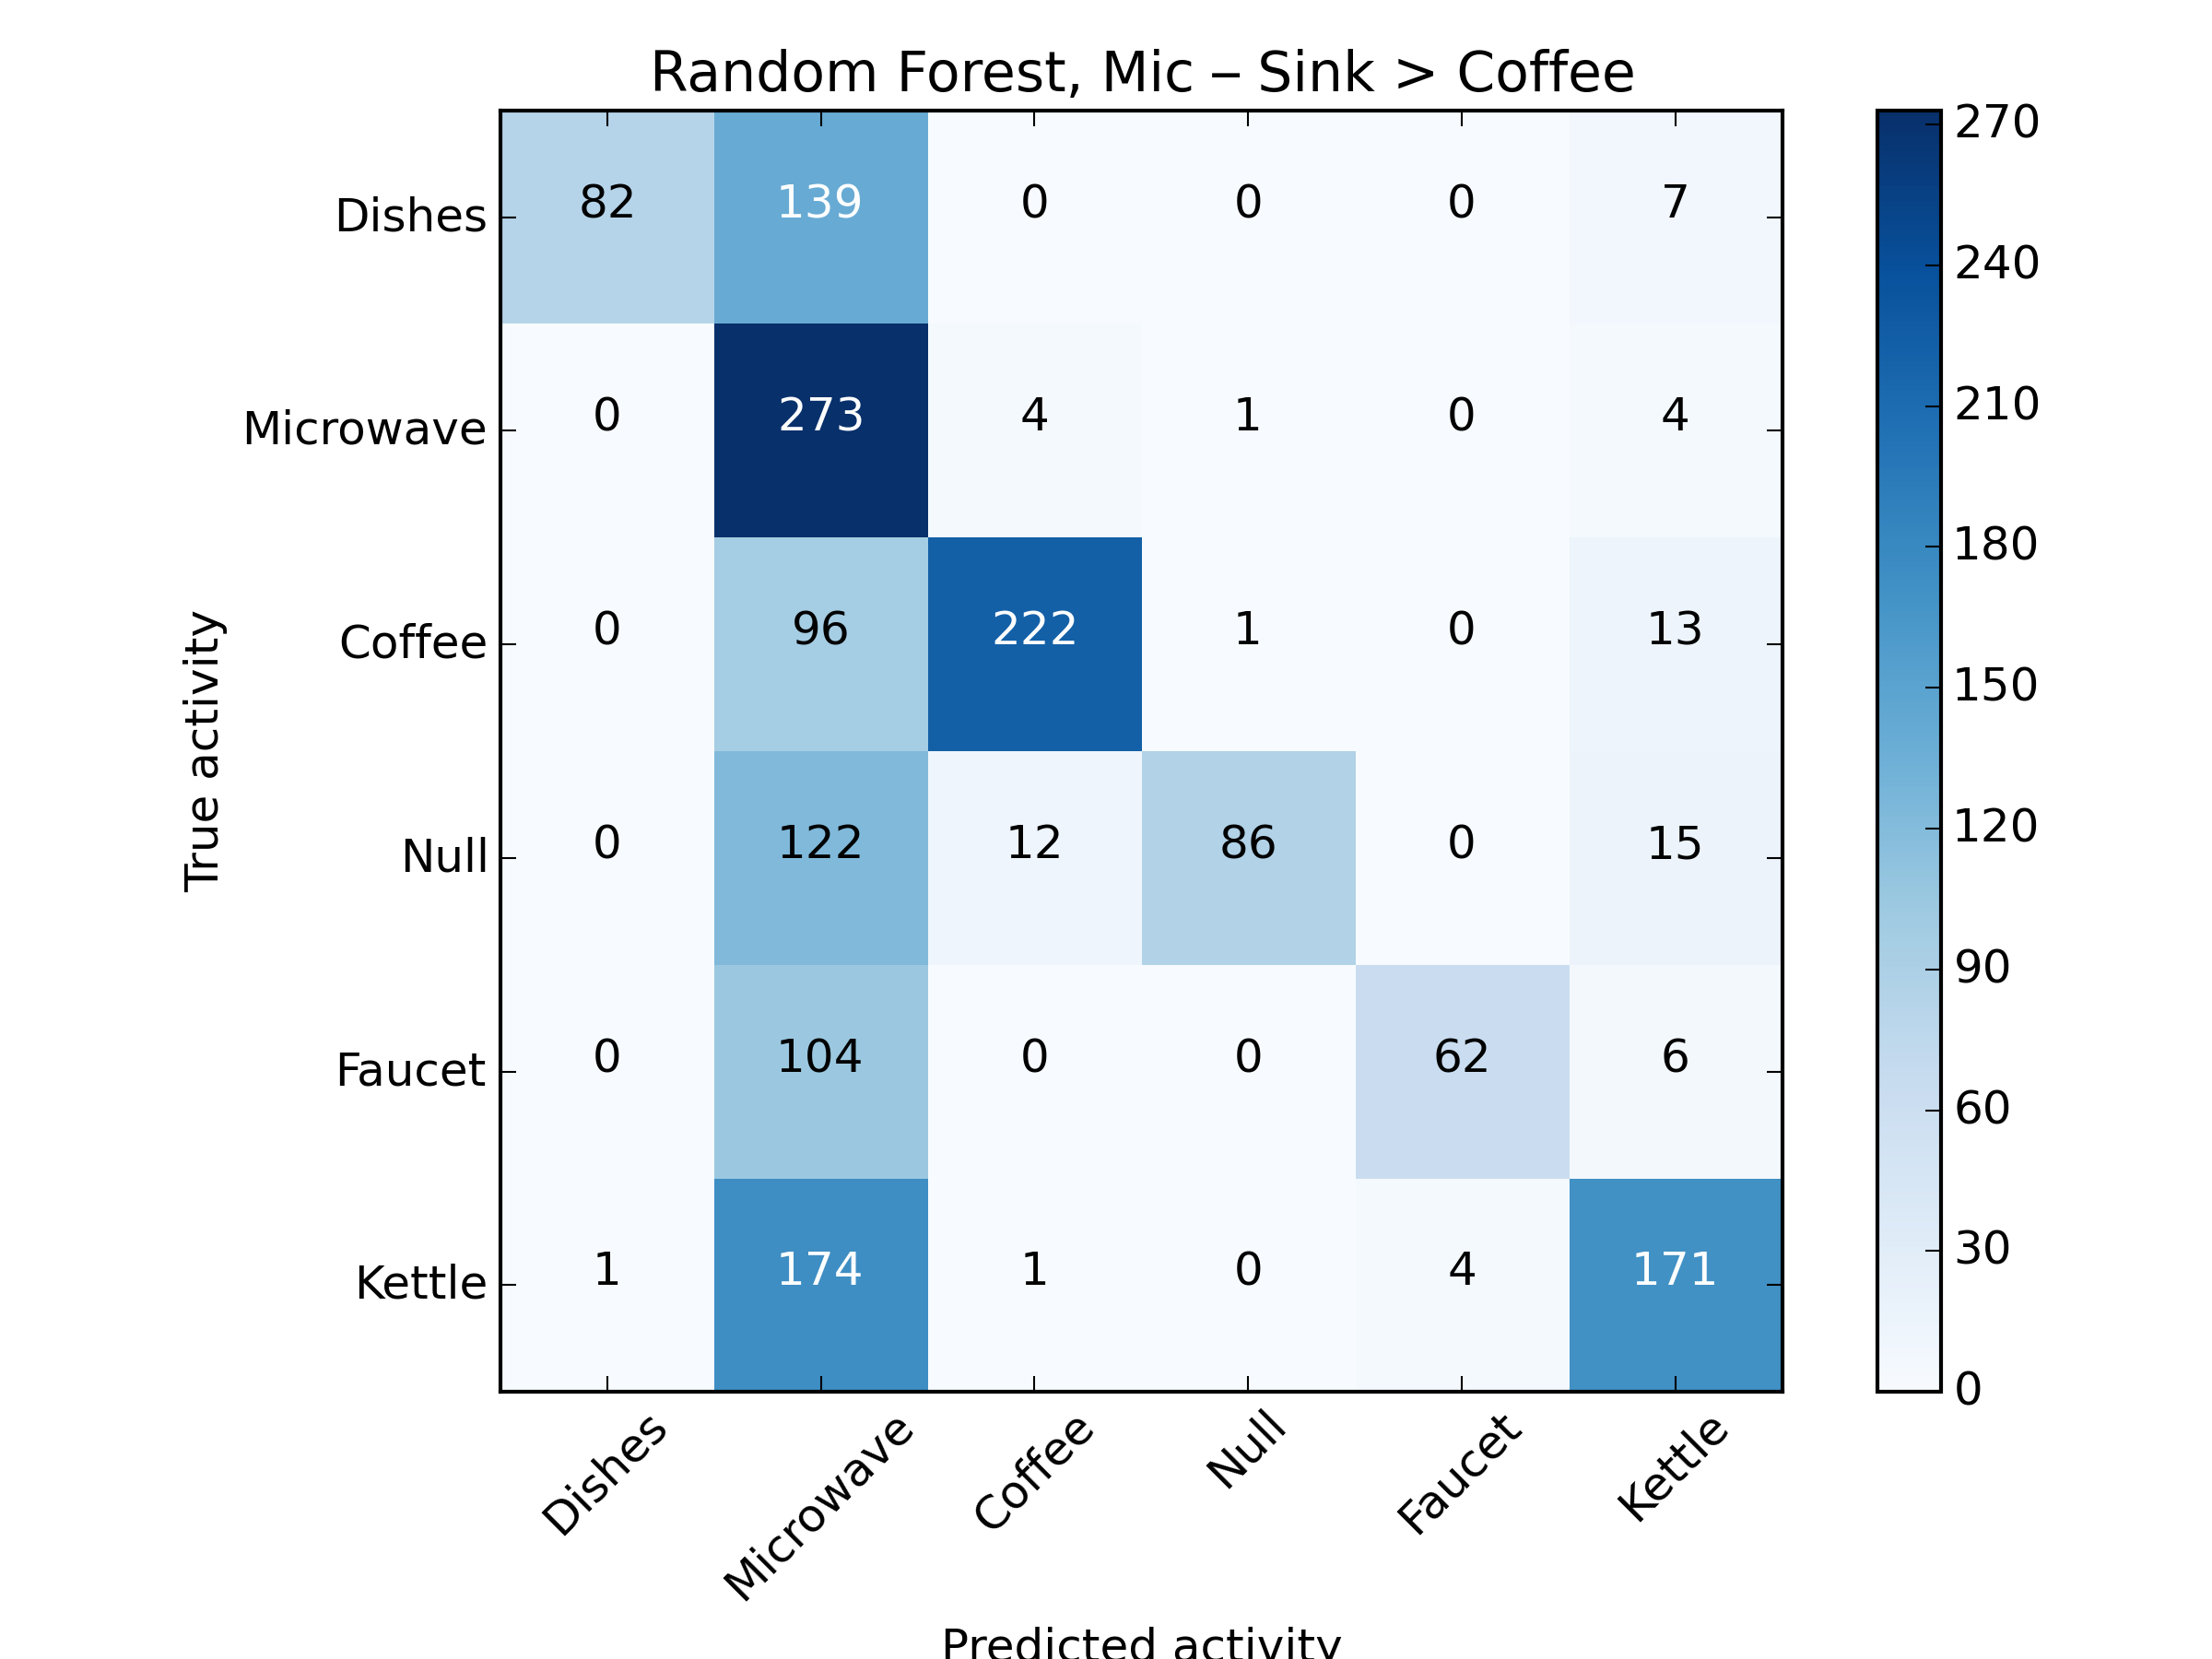 Random Forest, Mic – Sink > Coffee
True activity
Dishes 82 139 0 0 0 7
Microwave 0 273 4 1 0 4
Coffee 0 96 222 1 0 13
Null 0 122 12 86 0 15
Faucet 0 104 0 0 62 6
Kettle 1 174 1 0 4 171
Dishes Microwave Coffee Null Faucet Kettle
Predicted activity
270
240
210
180
150
120
90
60
30
0